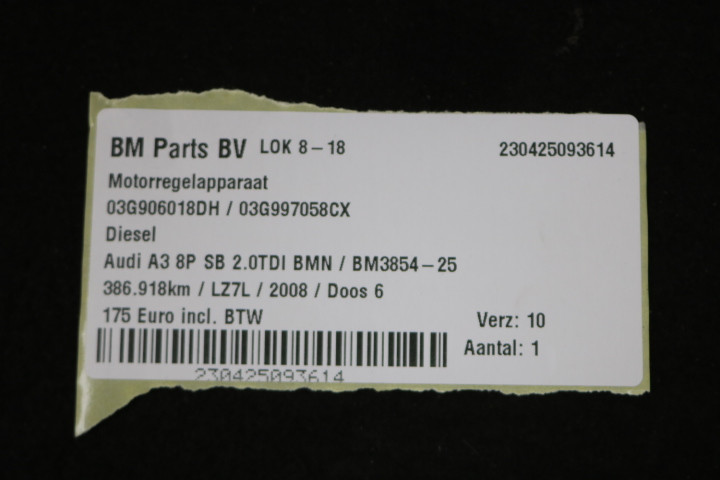 BM Parts BV LOK 8-18 230425093614
Motorregelapparaat
03G906018DH / 03G997058CX
Diesel
Audi A3 8P SB 2.0TDI BMN / BM3854-25
386.918km / LZ7L / 2008 / Doos 6
175 Euro incl. BTW Verz: 10
Aantal: 1
230425093614